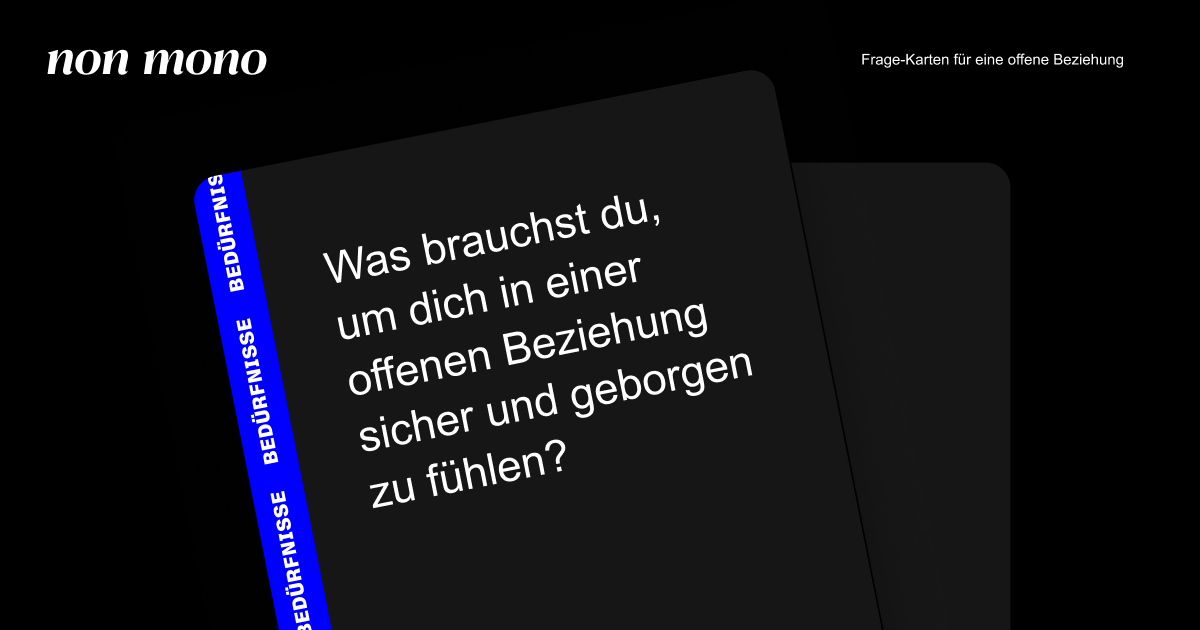 non mono
Frage-Karten für eine offene Beziehung
BEDÜRFNIS
BEDÜRFNISSE
BEDÜRFNISSE
Was brauchst du,
um dich in einer
offenen Beziehung
sicher und geborgen
zu fühlen?